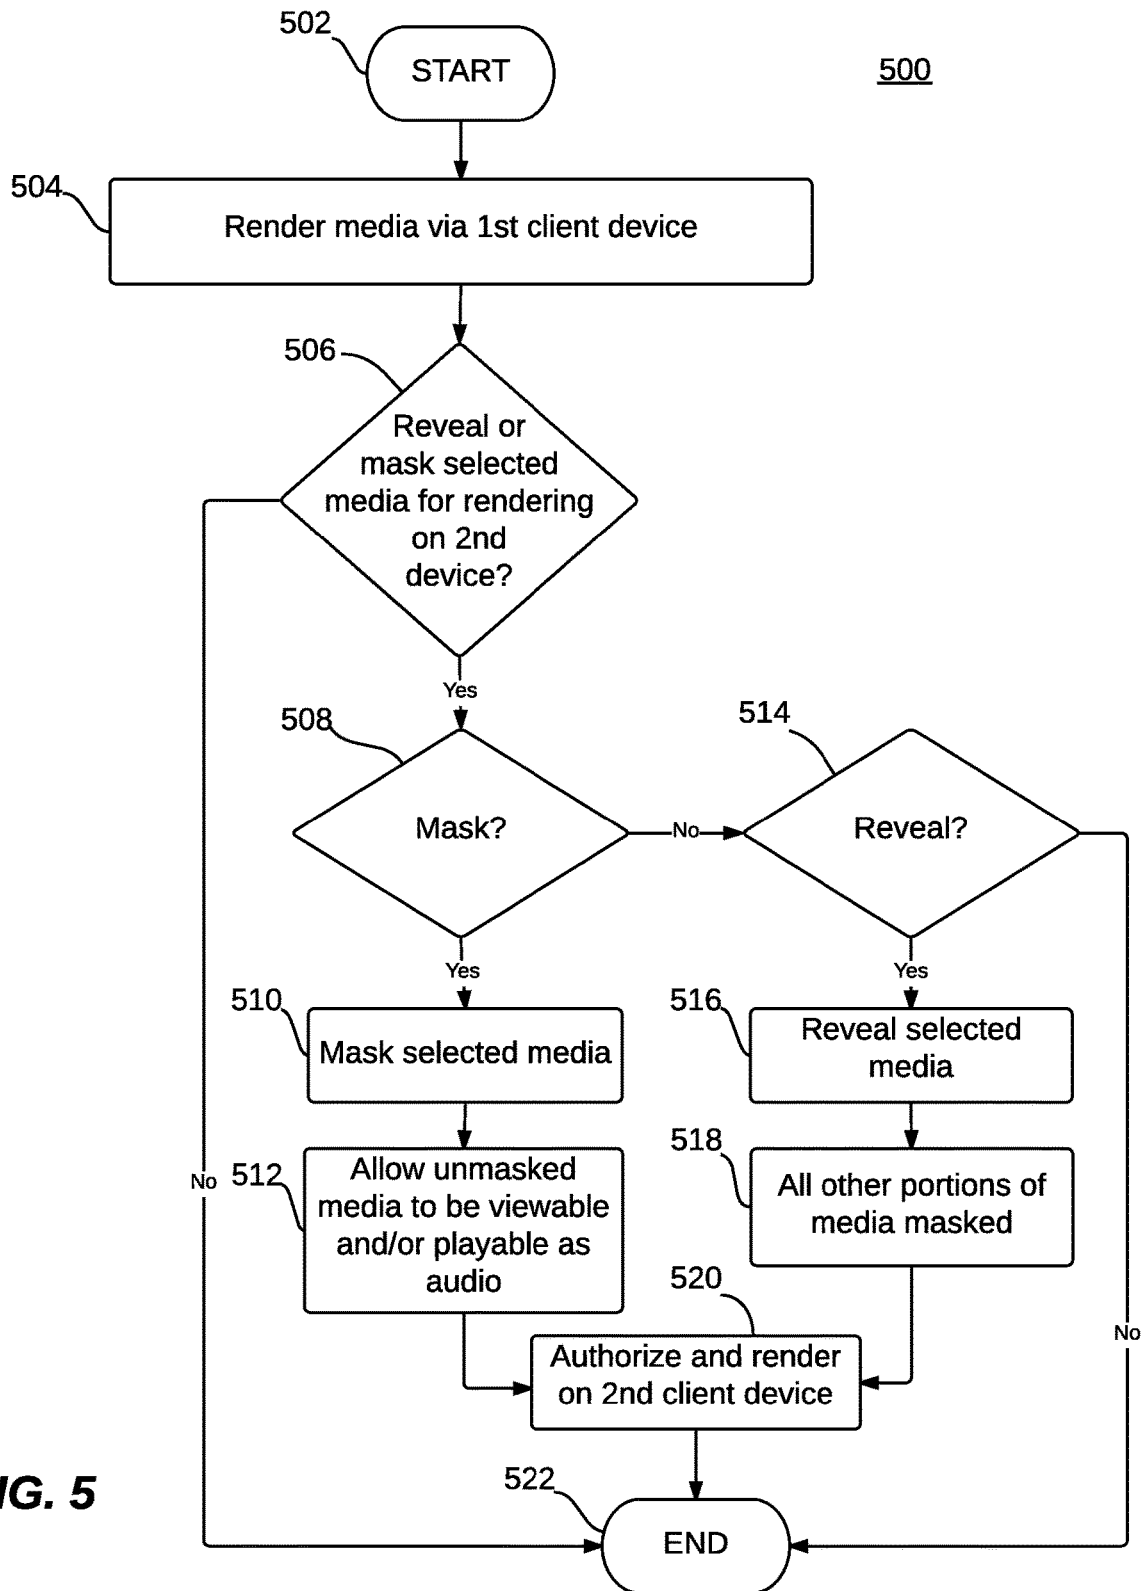 502
START
500
504
Render media via 1st client device
506
Reveal or
mask selected
media for rendering
on 2nd
device?
Yes
508
514
Mask?
No
Reveal?
Yes
Yes
510
Mask selected media
516
Reveal selected
media
No
512
Allow unmasked
media to be viewable
and/or playable as
audio
518
All other portions of
media masked
520
Authorize and render
on 2nd client device
No
522
END
IG. 5